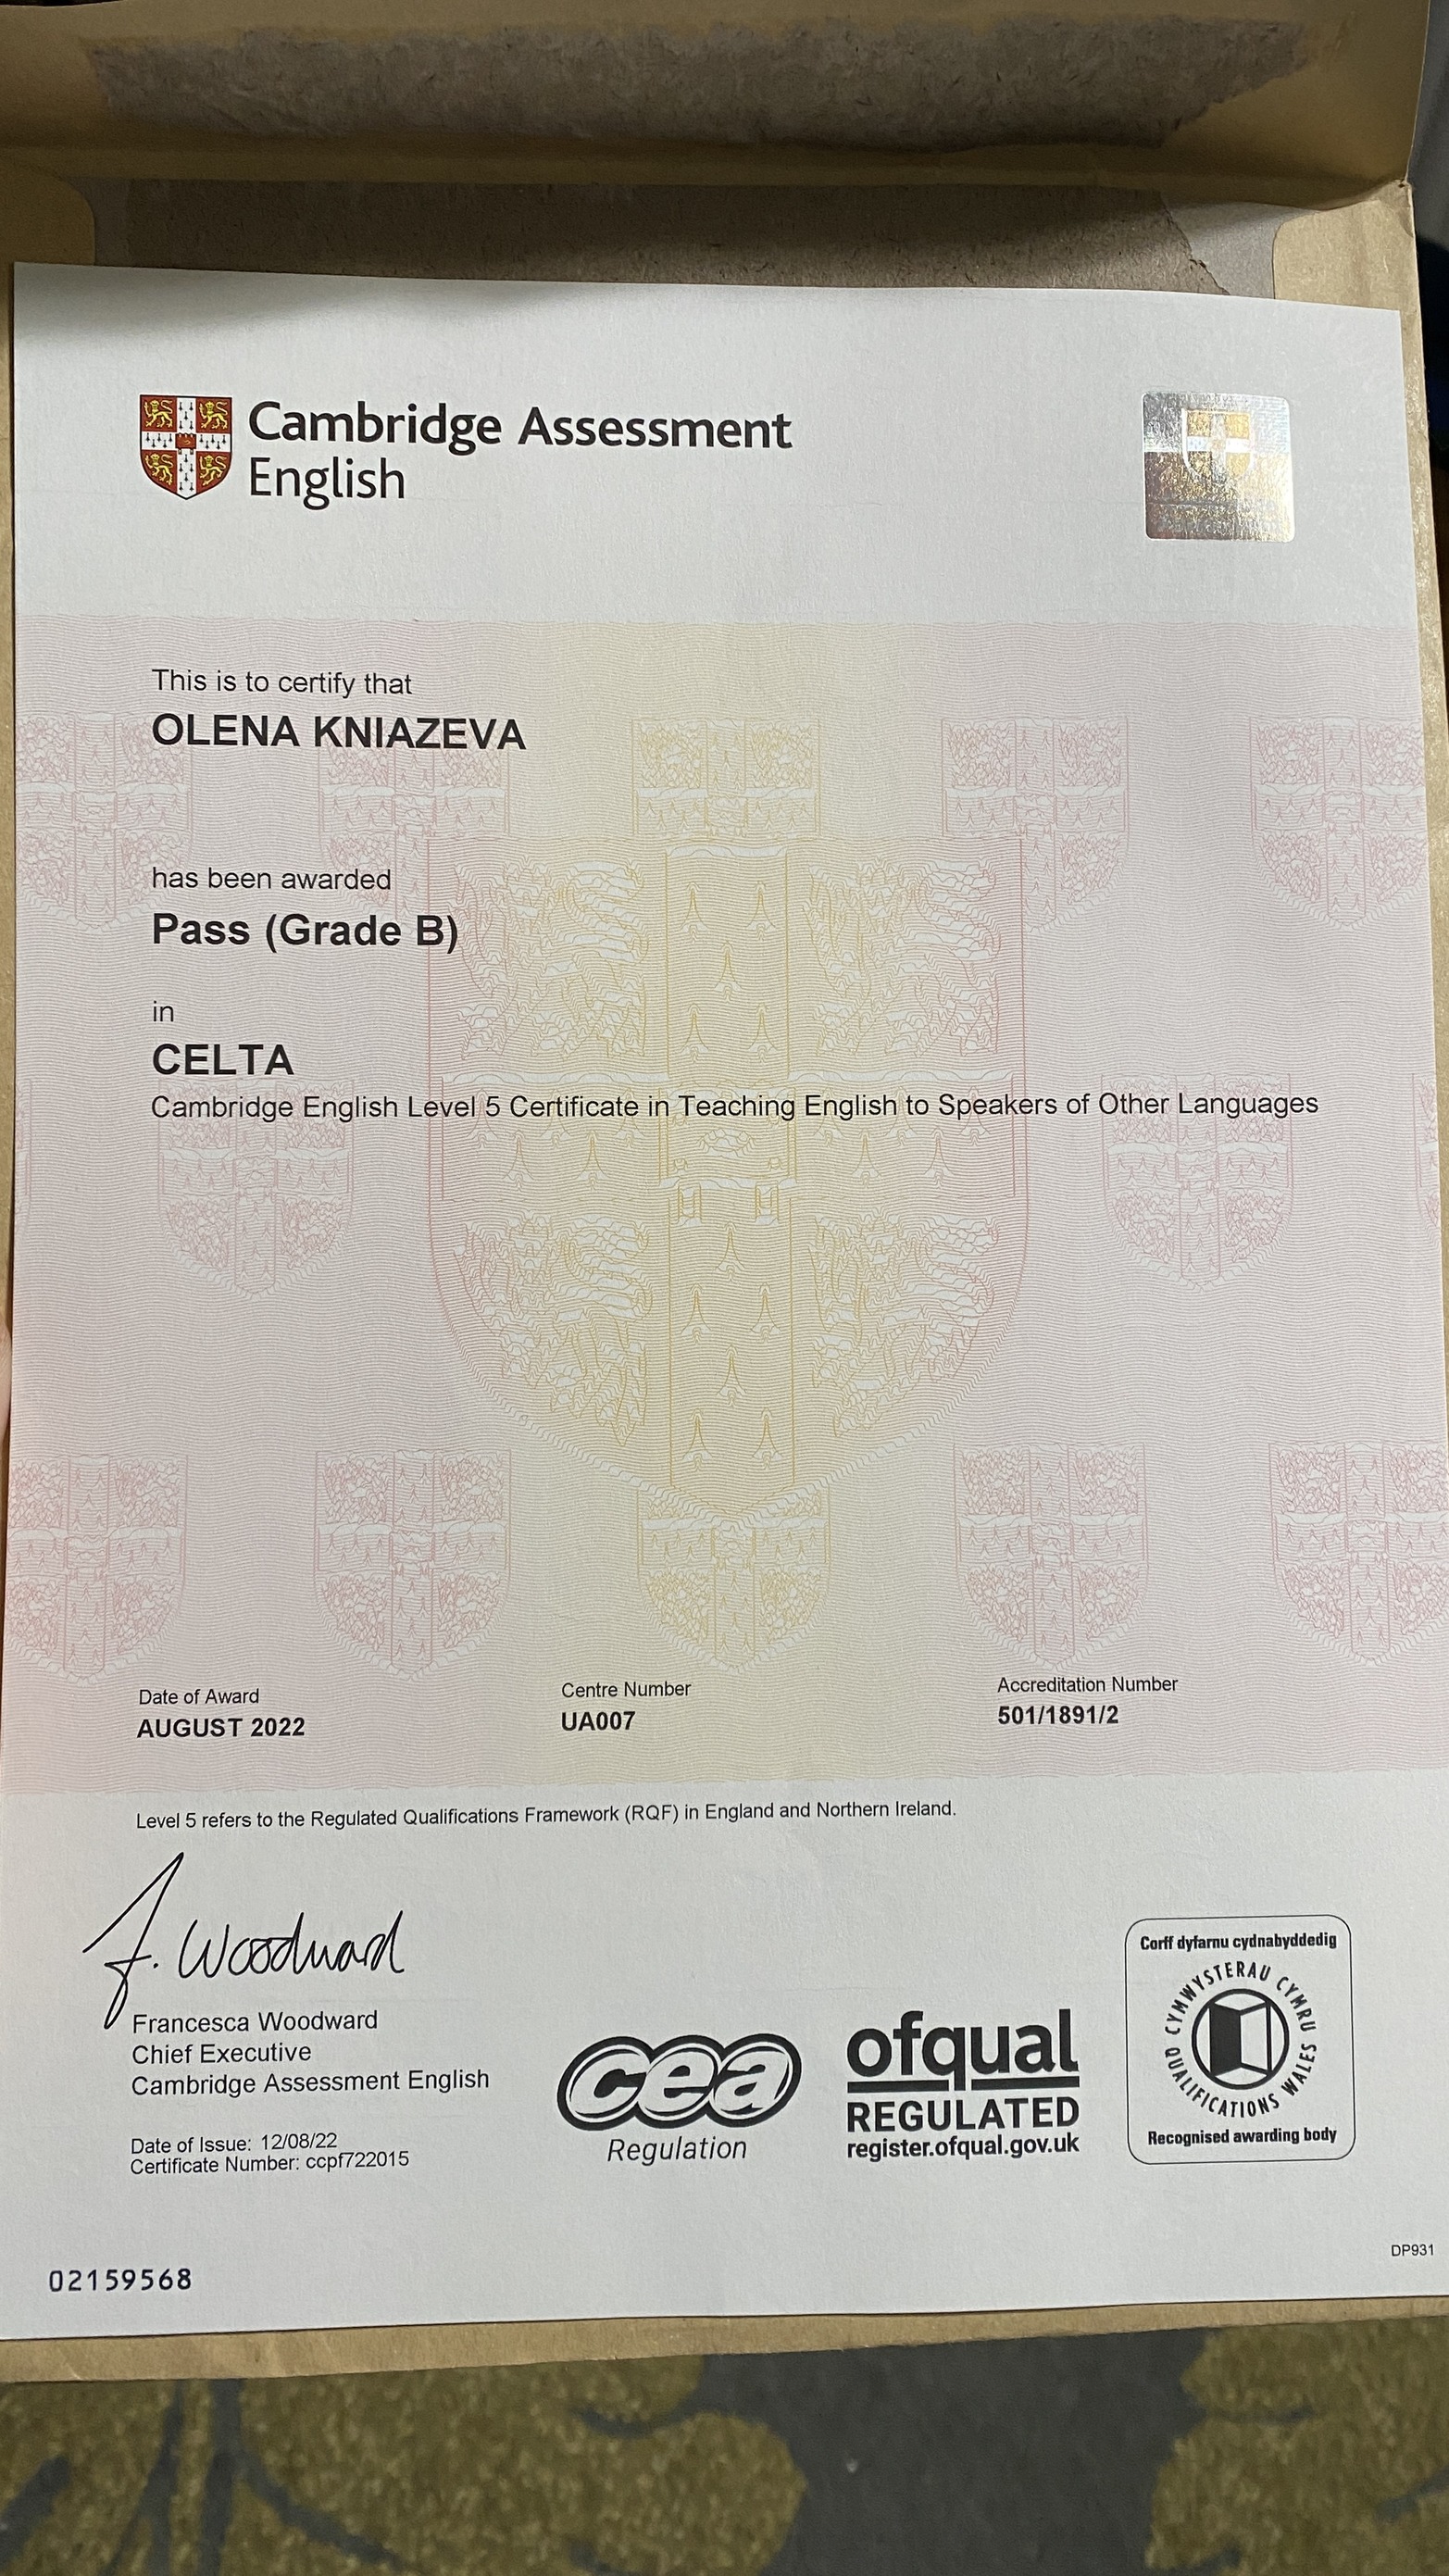 Cambridge Assessment
English
This is to certify that
OLENA KNIAZEVA
has been awarded
Pass (Grade B)
in
CELTA
Cambridge English Level 5 Certificate in Teaching English to Speakers of Other Languages
Date of Award
AUGUST 2022
Centre Number
UA007
Accreditation Number
501/1891/2
Level 5 refers to the Regulated Qualifications Framework (RQF) in England and Northern Ireland.
F. Woodward
Francesca Woodward
Chief Executive
Cambridge Assessment English
Date of Issue: 12/08/22
Certificate Number: ccpf722015
cea
Regulation
ofqual
REGULATED
register.ofqual.gov.uk
Corff dyfarnu cydnabyddedig
CYMWYSTERAU CYMRU
QUALIFICATIONS WALES
Recognised awarding body
DP931
02159568